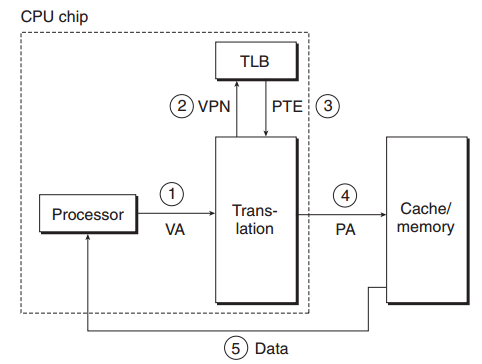 CPU chip
TLB
2 VPN
PTE 3
1
Processor
VA
Trans-
lation
4
PA
Cache/
memory
5 Data